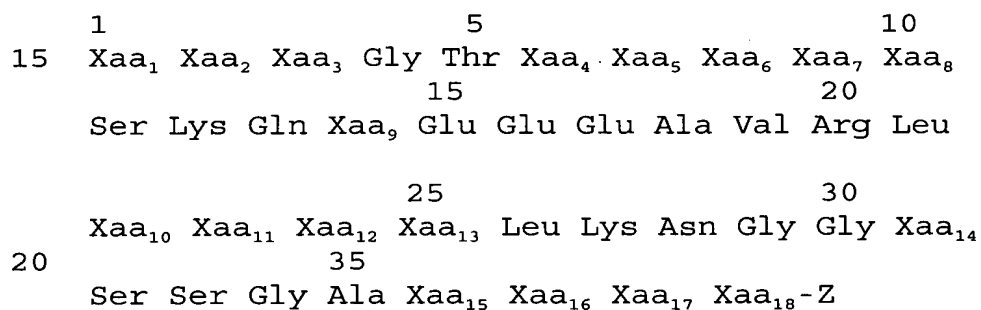 1 5 10
15 Xaa₁ Xaa₂ Xaa₃ Gly Thr Xaa₄ Xaa₅ Xaa₆ Xaa₇ Xaa₈
15 20
Ser Lys Gln Xaa₉ Glu Glu Glu Ala Val Arg Leu
25 30
Xaa₁₀ Xaa₁₁ Xaa₁₂ Xaa₁₃ Leu Lys Asn Gly Gly Xaa₁₄
20 35
Ser Ser Gly Ala Xaa₁₅ Xaa₁₆ Xaa₁₇ Xaa₁₈-Z